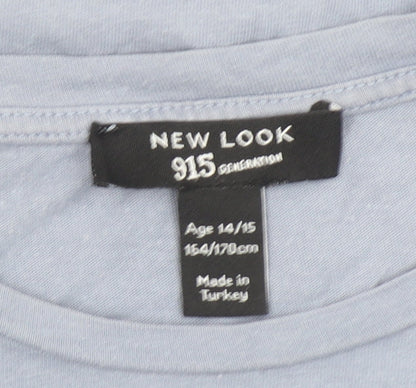 NEW LOOK
915 GENERATION
Age 14/15
164/170cm
Made in
Turkey